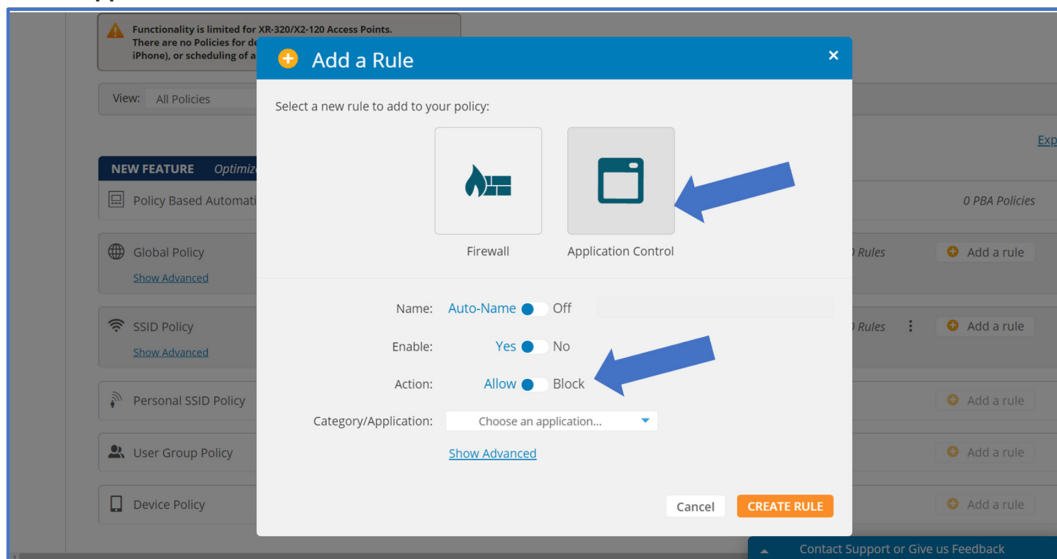 Functionality is limited for XR-320/X2-120 Access Points.
There are no Policies for de
iPhone), or scheduling of a
View: All Policies
Exp
NEW FEATURE Optimiz
Policy Based Automati
0 PBA Policies
Global Policy
Show Advanced
Rules
Add a rule
SSID Policy
Show Advanced
Rules
Add a rule
Personal SSID Policy
Add a rule
User Group Policy
Add a rule
Device Policy
Add a rule
Add a Rule
Select a new rule to add to your policy:
Firewall
Application Control
Name: Auto-Name Off
Enable: Yes No
Action: Allow Block
Category/Application: Choose an application...
Show Advanced
Cancel
CREATE RULE
Contact Support or Give us Feedback